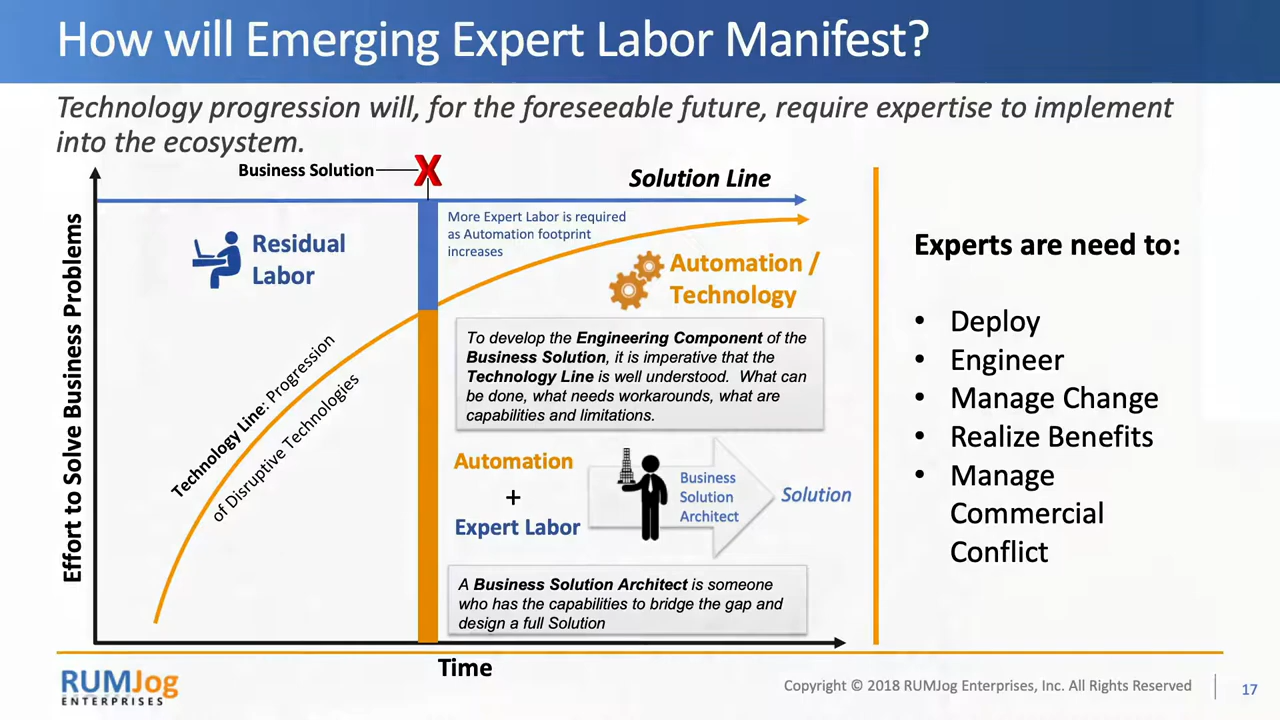 How will Emerging Expert Labor Manifest?
Technology progression will, for the foreseeable future, require expertise to implement
into the ecosystem.
Business Solution
X
Solution Line
Effort to Solve Business Problems
Residual
Labor
More Expert Labor is required
as Automation footprint
increases
Automation /
Technology
Technology Line: Progression
of Disruptive Technologies
To develop the Engineering Component of the
Business Solution, it is imperative that the
Technology Line is well understood. What can
be done, what needs workarounds, what are
capabilities and limitations.
Automation
+
Expert Labor
Business
Solution
Architect
Solution
A Business Solution Architect is someone
who has the capabilities to bridge the gap and
design a full Solution
Time
Experts are need to:
• Deploy
• Engineer
• Manage Change
• Realize Benefits
• Manage
Commercial
Conflict
RUMJog
ENTERPRISES
Copyright © 2018 RUMJog Enterprises, Inc. All Rights Reserved
17